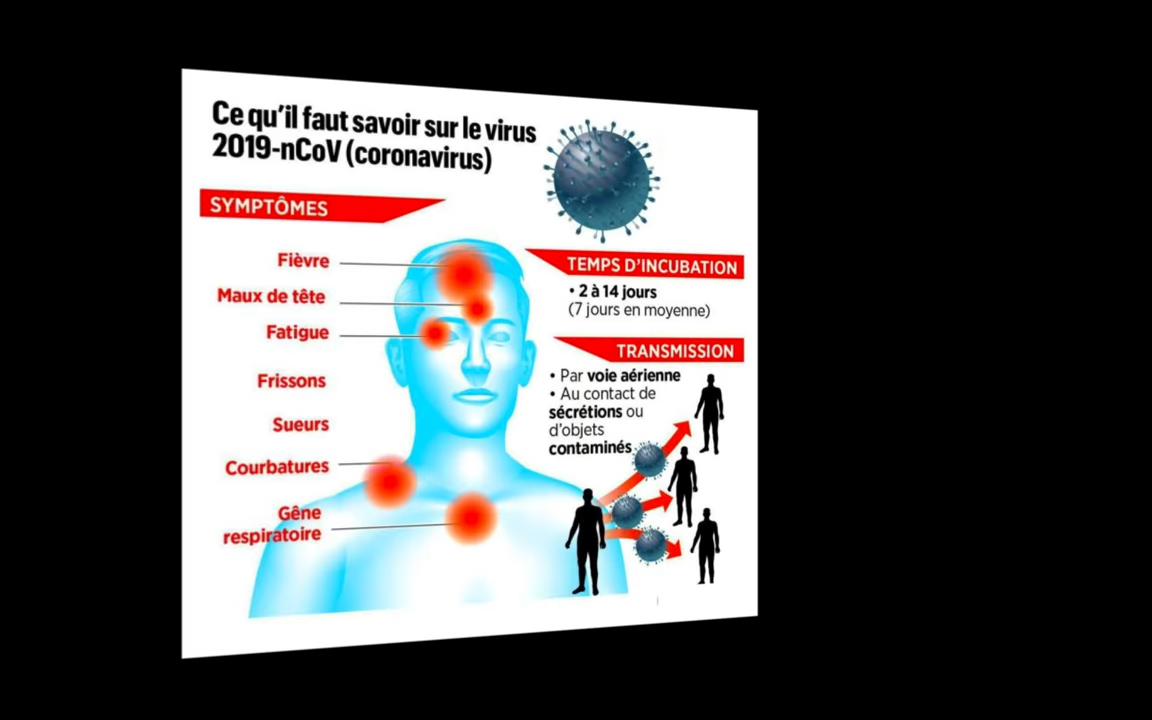 Ce qu'il faut savoir sur le virus
2019-nCoV (coronavirus)
SYMPTÔMES
Fièvre
Maux de tête
Fatigue
Frissons
Sueurs
Courbatures
Gêne
respiratoire
TEMPS D'INCUBATION
• 2 à 14 jours
(7 jours en moyenne)
TRANSMISSION
• Par voie aérienne
• Au contact de
sécrétions ou
d'objets
contaminés